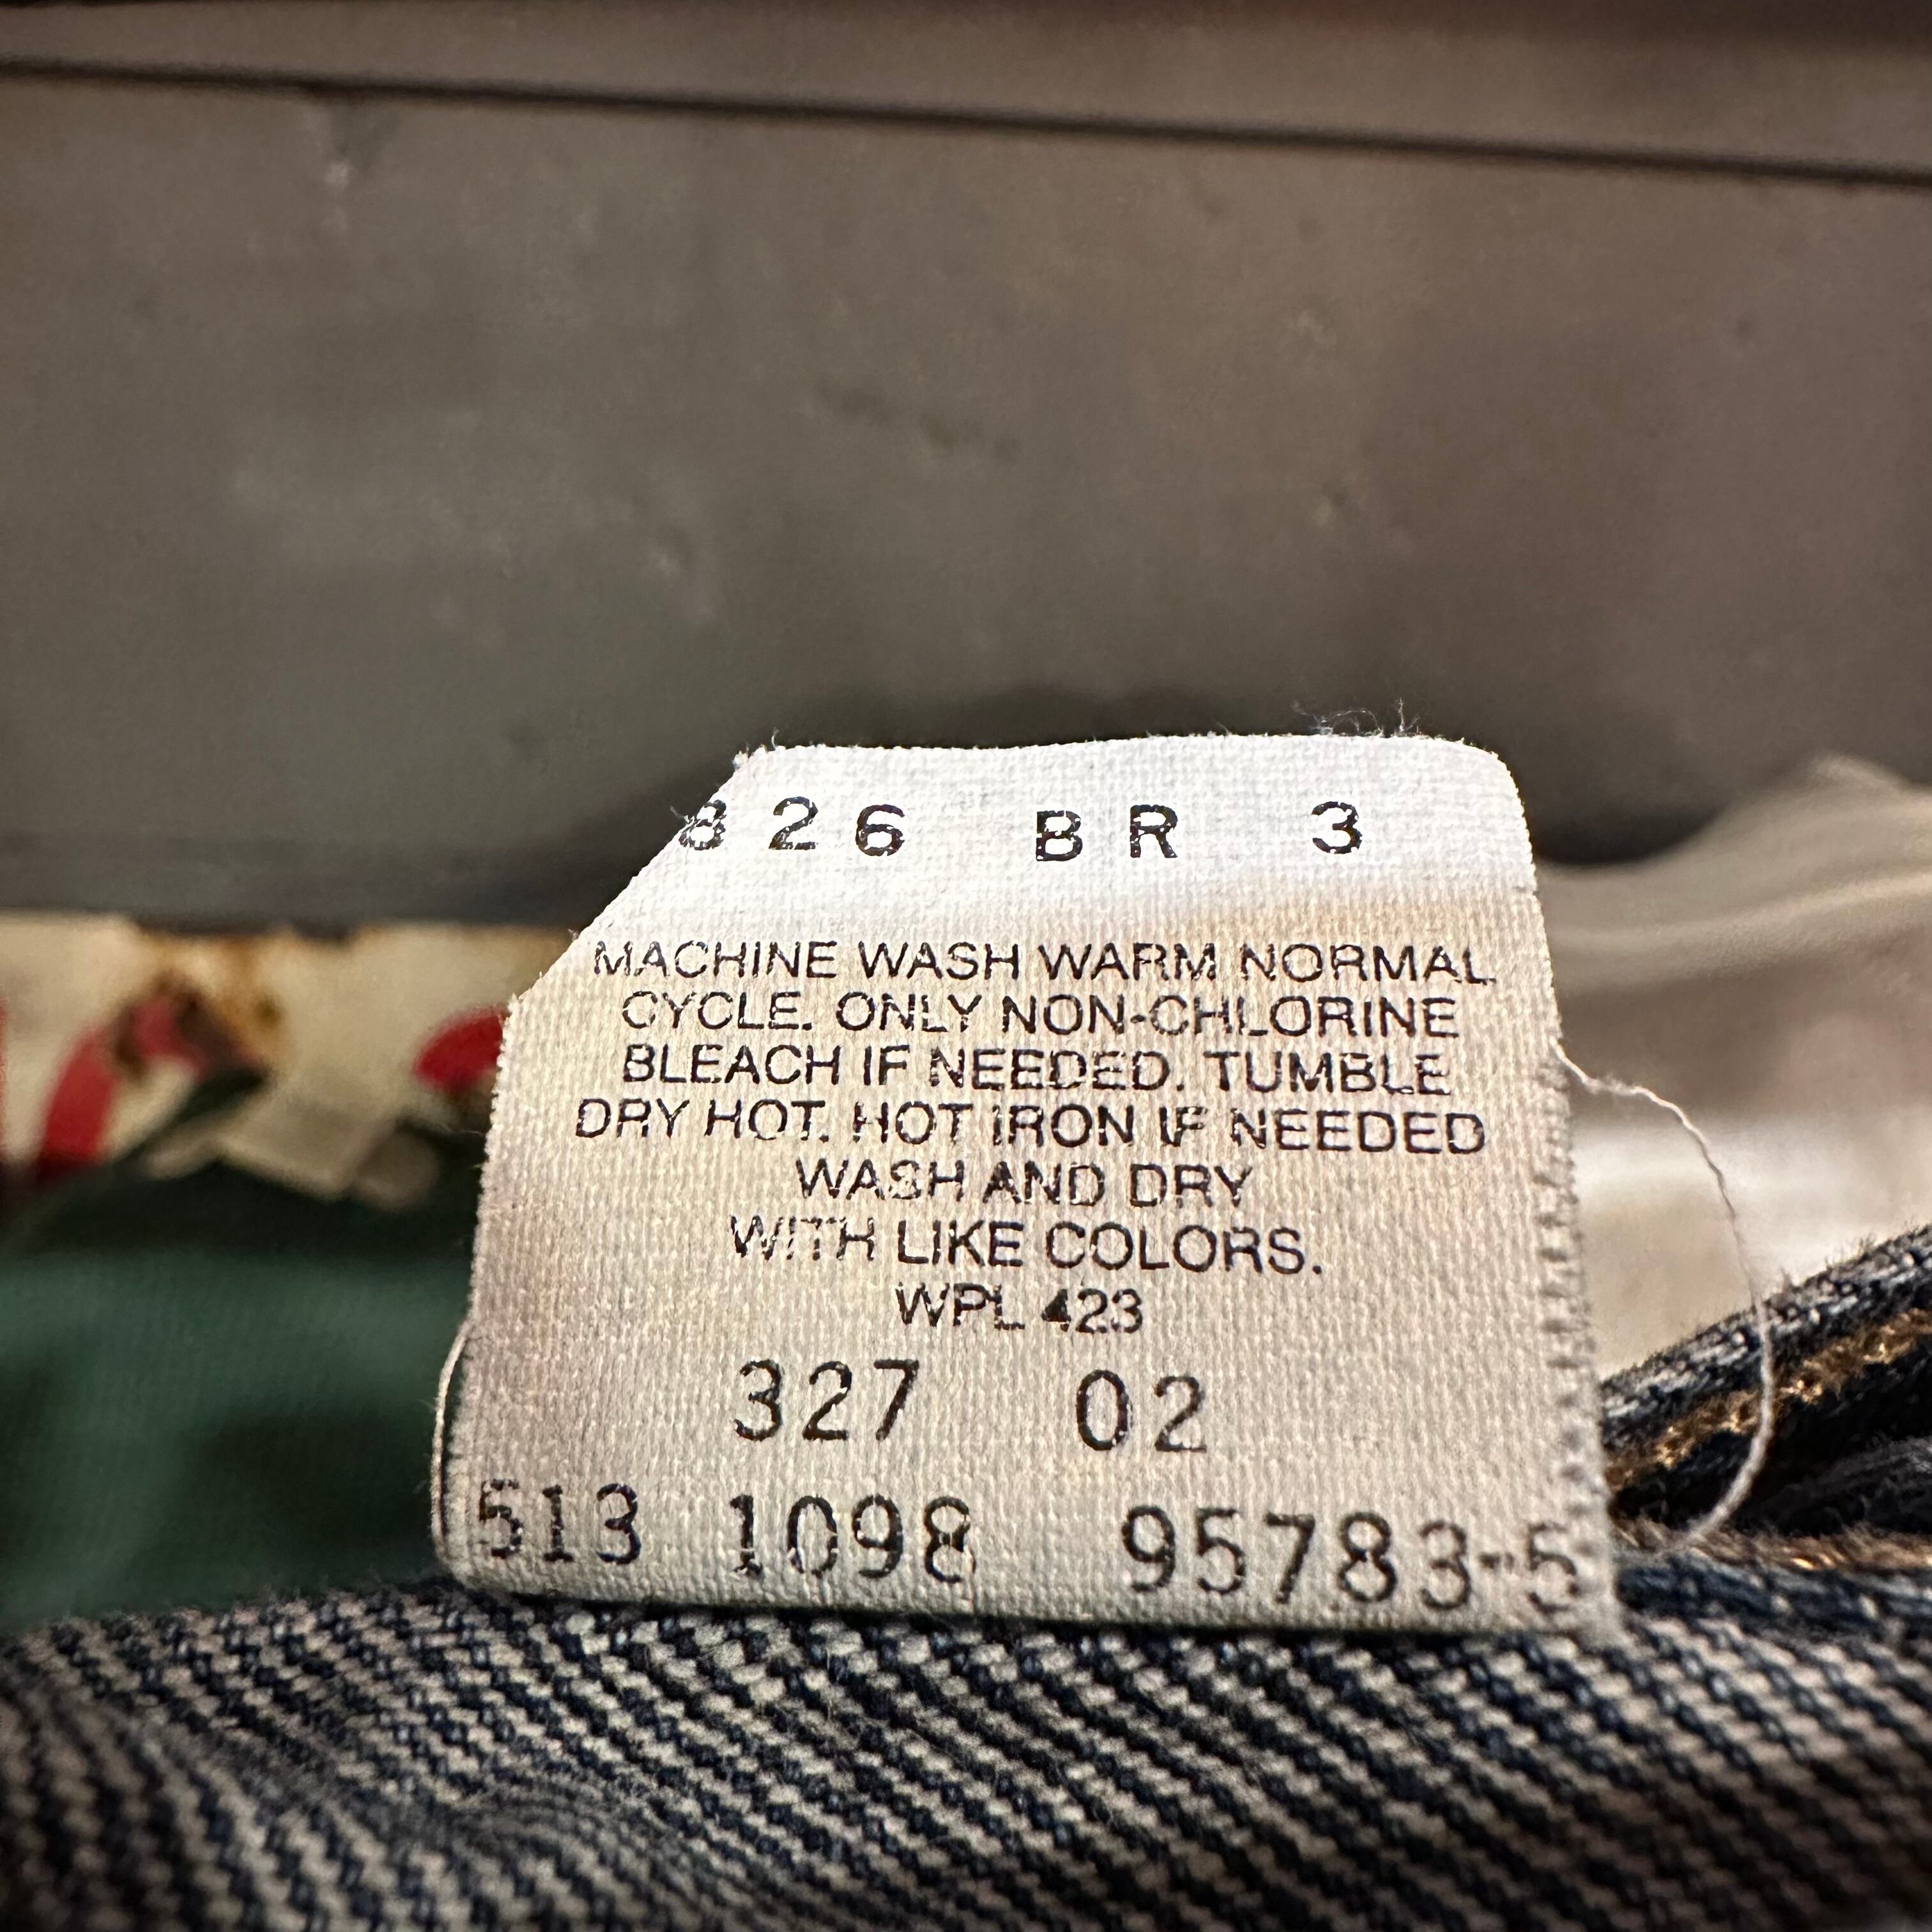 826 BR 3
MACHINE WASH WARM NORMAL
CYCLE. ONLY NON-CHLORINE
BLEACH IF NEEDED. TUMBLE
DRY HOT. HOT IRON IF NEEDED
WASH AND DRY
WITH LIKE COLORS.
WPL 423
327 02
513 1098 95783-5